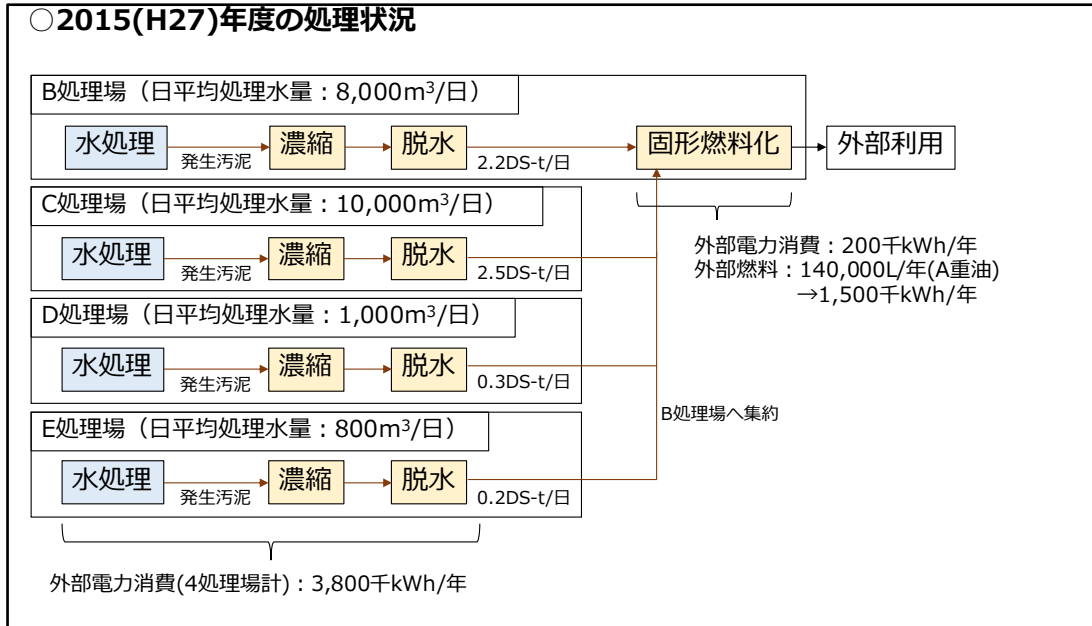 ○2015(H27)年度の処理状況
B処理場（日平均処理水量：8,000m³/日）
水処理
発生汚泥
濃縮
脱水
2.2DS-t/日
固形燃料化
外部利用
C処理場（日平均処理水量：10,000m³/日）
水処理
発生汚泥
濃縮
脱水
2.5DS-t/日
外部電力消費：200千kWh/年
外部燃料：140,000L/年(A重油)
→1,500千kWh/年
D処理場（日平均処理水量：1,000m³/日）
水処理
発生汚泥
濃縮
脱水
0.3DS-t/日
B処理場へ集約
E処理場（日平均処理水量：800m³/日）
水処理
発生汚泥
濃縮
脱水
0.2DS-t/日
外部電力消費(4処理場計)：3,800千kWh/年